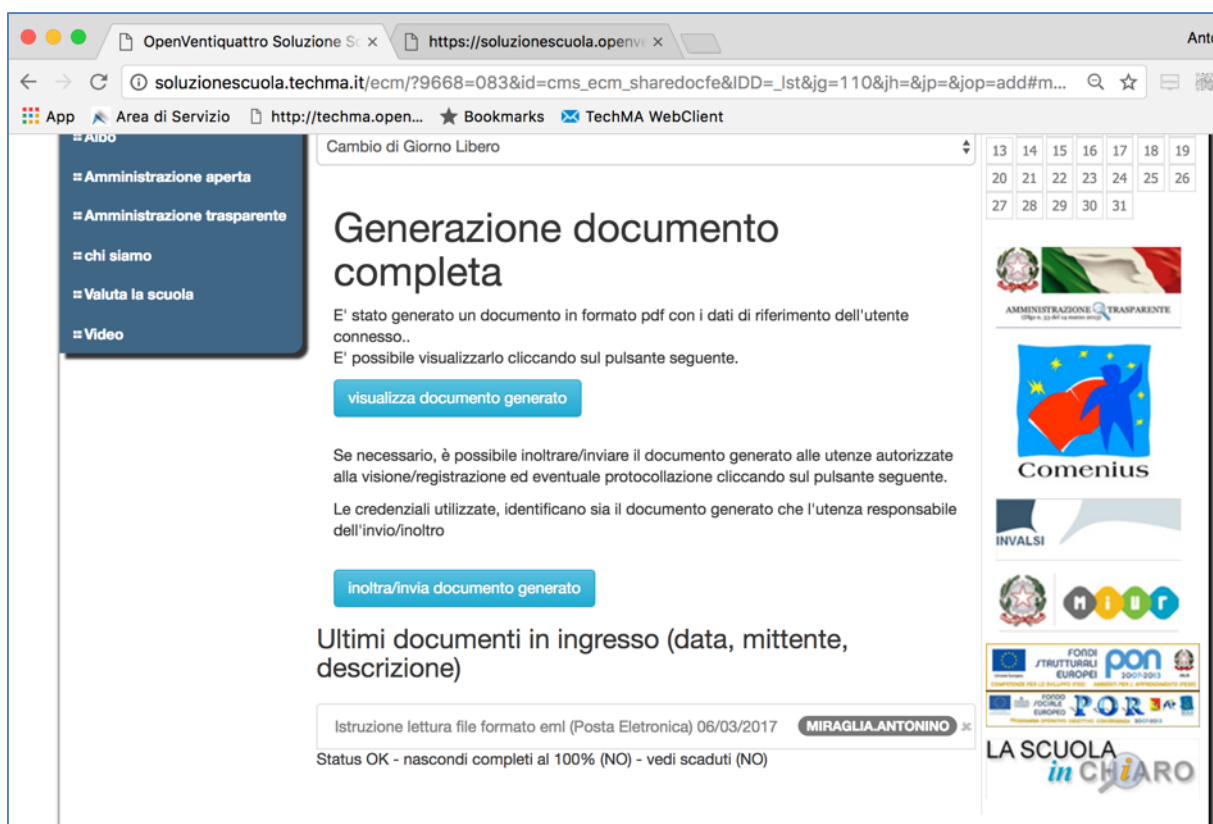 OpenVentiquattro Soluzione Sc
https://soluzionescuola.openve
Anto
soluzionescuola.techma.it/ecm/?9668=083&id=cms_ecm_sharedocfe&IDD=_lst&jg=110&jh=&jp=&jop=add#m...
App Area di Servizio http://techma.open... Bookmarks TechMA WebClient
Albo
Amministrazione aperta
Amministrazione trasparente
chi siamo
Valuta la scuola
Video
Cambio di Giorno Libero
Generazione documento
completa
E' stato generato un documento in formato pdf con i dati di riferimento dell'utente
connesso..
E' possibile visualizzarlo cliccando sul pulsante seguente.
visualizza documento generato
Se necessario, è possibile inoltrare/inviare il documento generato alle utenze autorizzate
alla visione/registrazione ed eventuale protocollazione cliccando sul pulsante seguente.
Le credenziali utilizzate, identificano sia il documento generato che l'utenza responsabile
dell'invio/inoltro
inoltra/invia documento generato
Ultimi documenti in ingresso (data, mittente,
descrizione)
Istruzione lettura file formato eml (Posta Eletronica) 06/03/2017 MIRAGLIA.ANTONINO
Status OK - nascondi completi al 100% (NO) - vedi scaduti (NO)
13 14 15 16 17 18 19
20 21 22 23 24 25 26
27 28 29 30 31
AMMINISTRAZIONE TRASPARENTE
Comenius
INVALSI
MiUr
FONDI
STRUTTURALI
EUROPEI
pon
2007-2013
FONDO
SOCIALE
EUROPEO
P.O.R
LA SCUOLA
in CHiARO